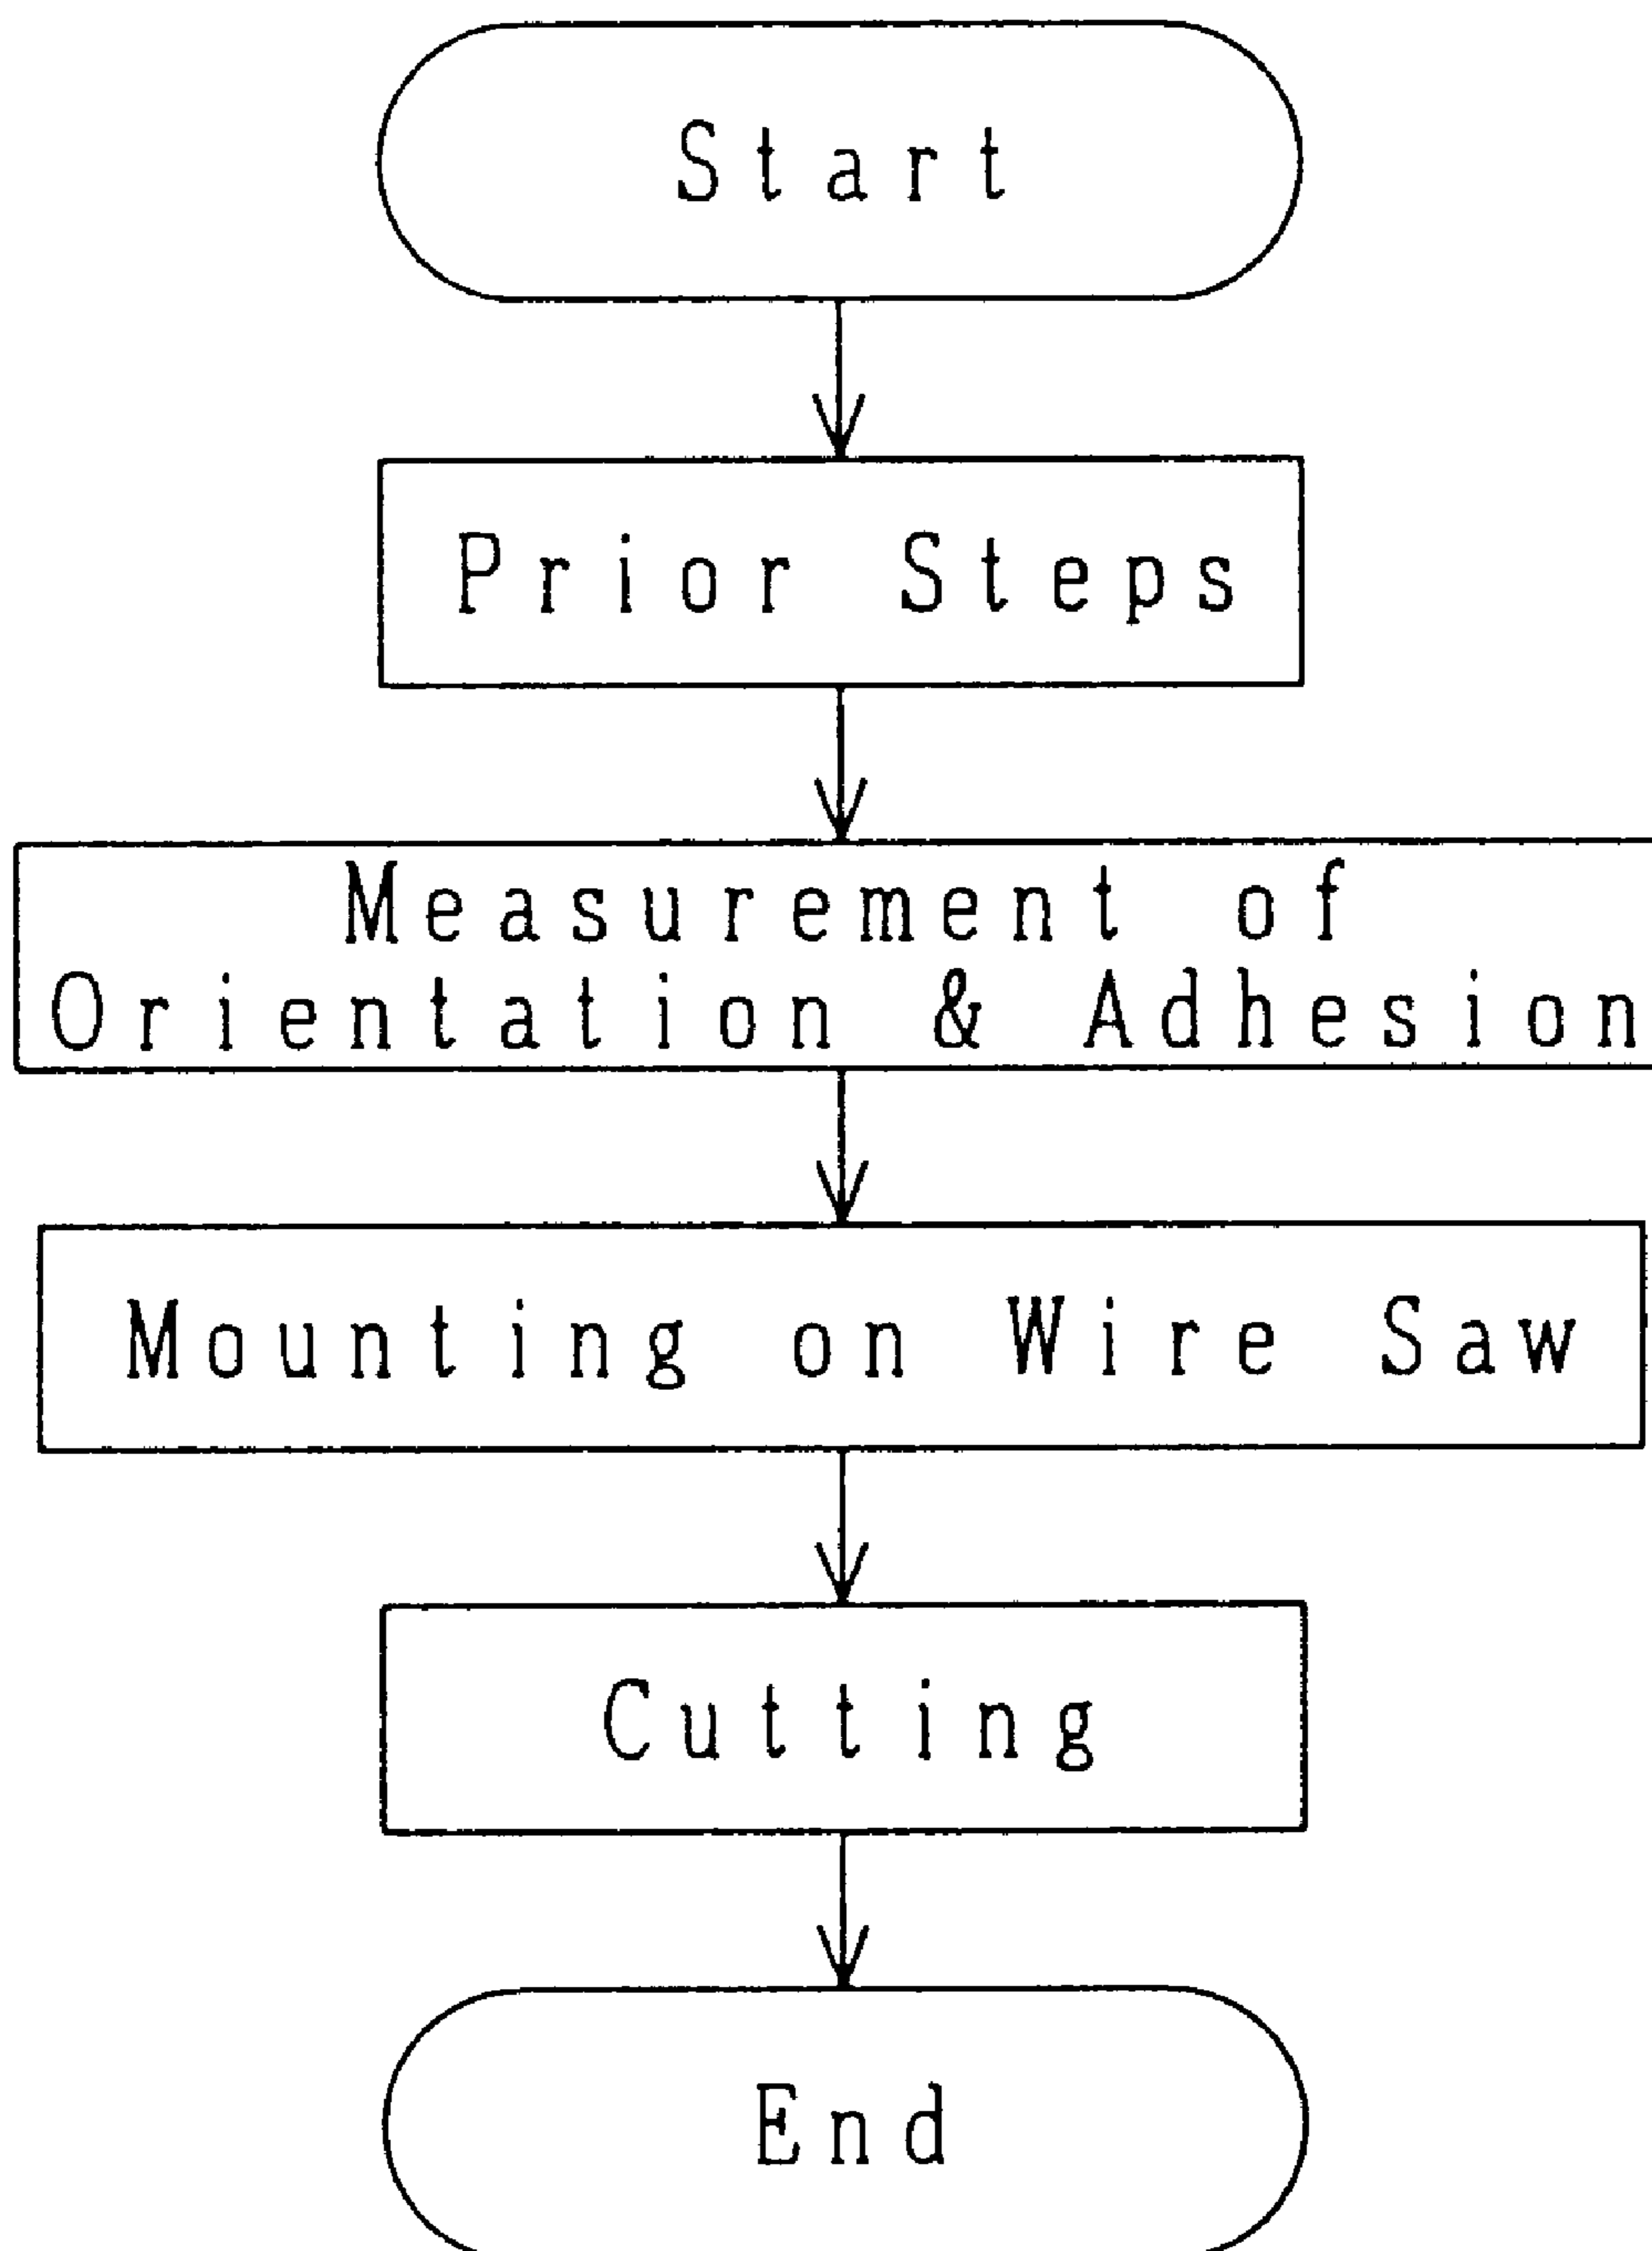 Start
Prior Steps
Measurement of
Orientation & Adhesion
Mounting on Wire Saw
Cutting
End